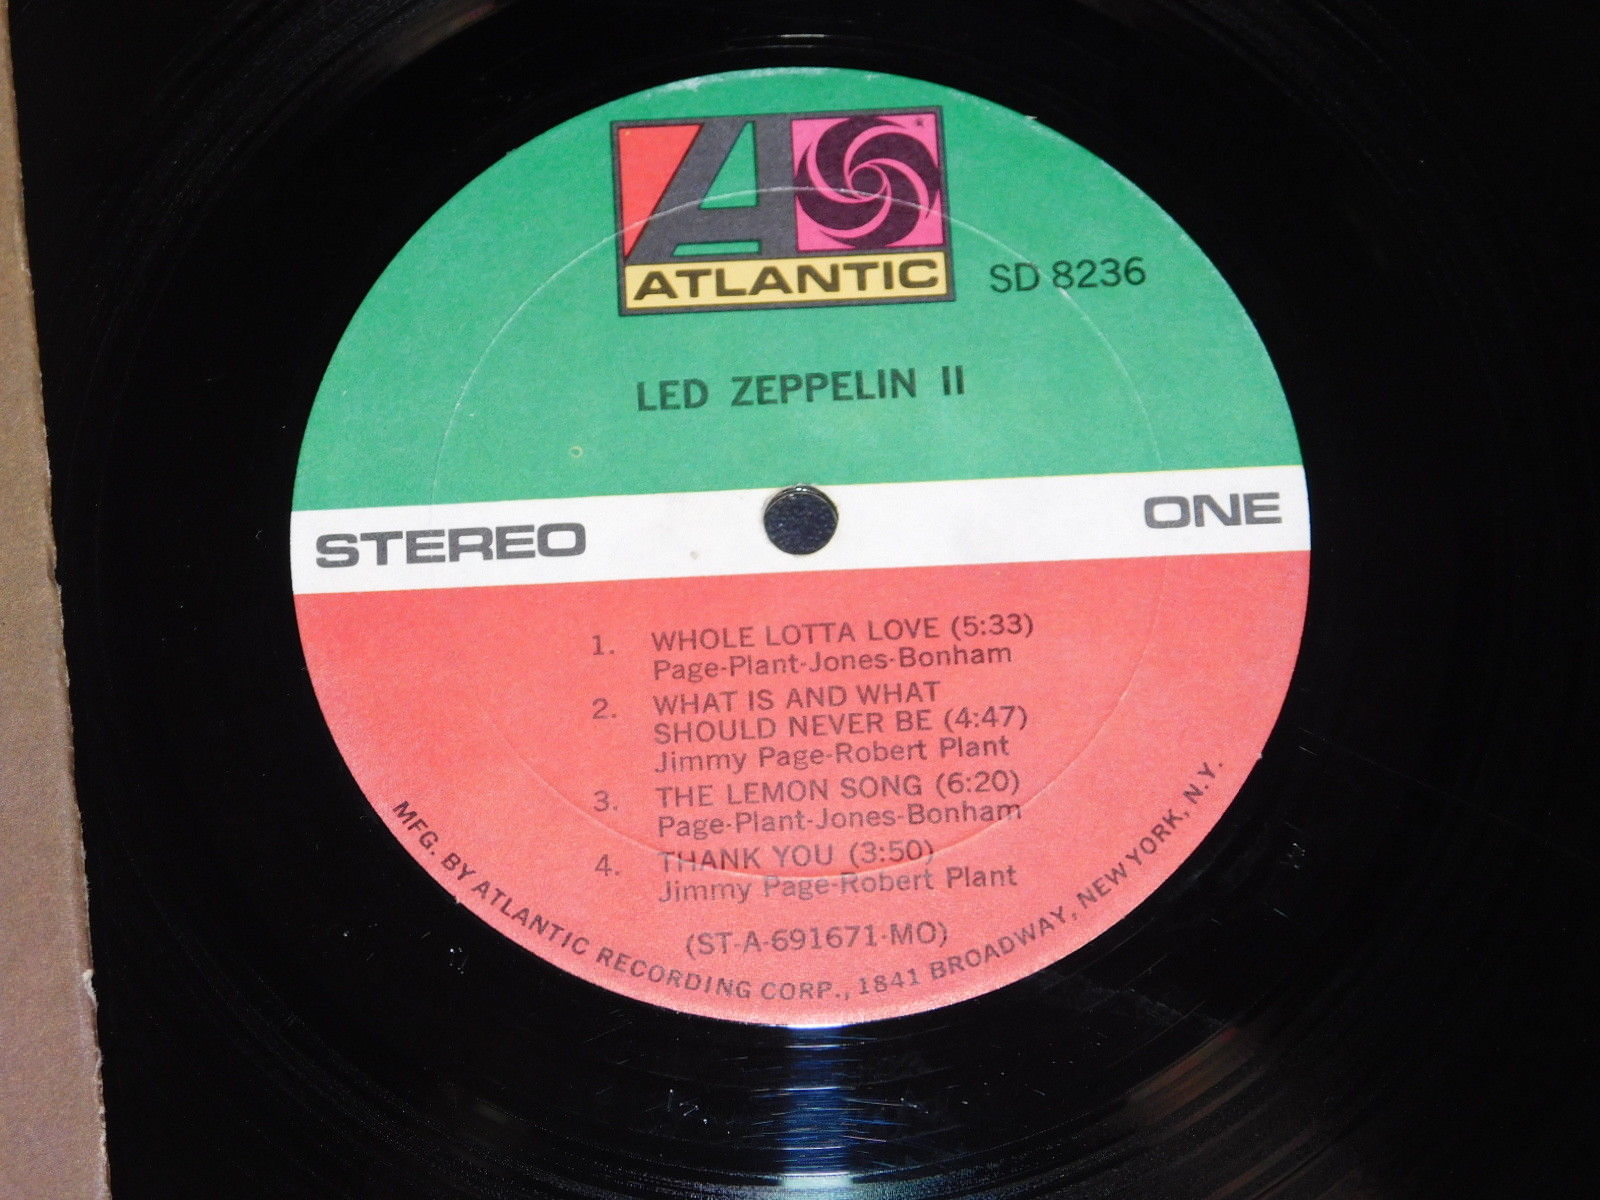 ATLANTIC
SD 8236
LED ZEPPELIN II
STEREO
ONE
1. WHOLE LOTTA LOVE (5:33)
Page-Plant-Jones-Bonham
2. WHAT IS AND WHAT
SHOULD NEVER BE (4:47)
Jimmy Page-Robert Plant
3. THE LEMON SONG (6:20)
Page-Plant-Jones-Bonham
4. THANK YOU (3:50)
Jimmy Page-Robert Plant
(ST-A-691671-MO)
MFG. BY ATLANTIC RECORDING CORP., 1841 BROADWAY, NEW YORK, N.Y.